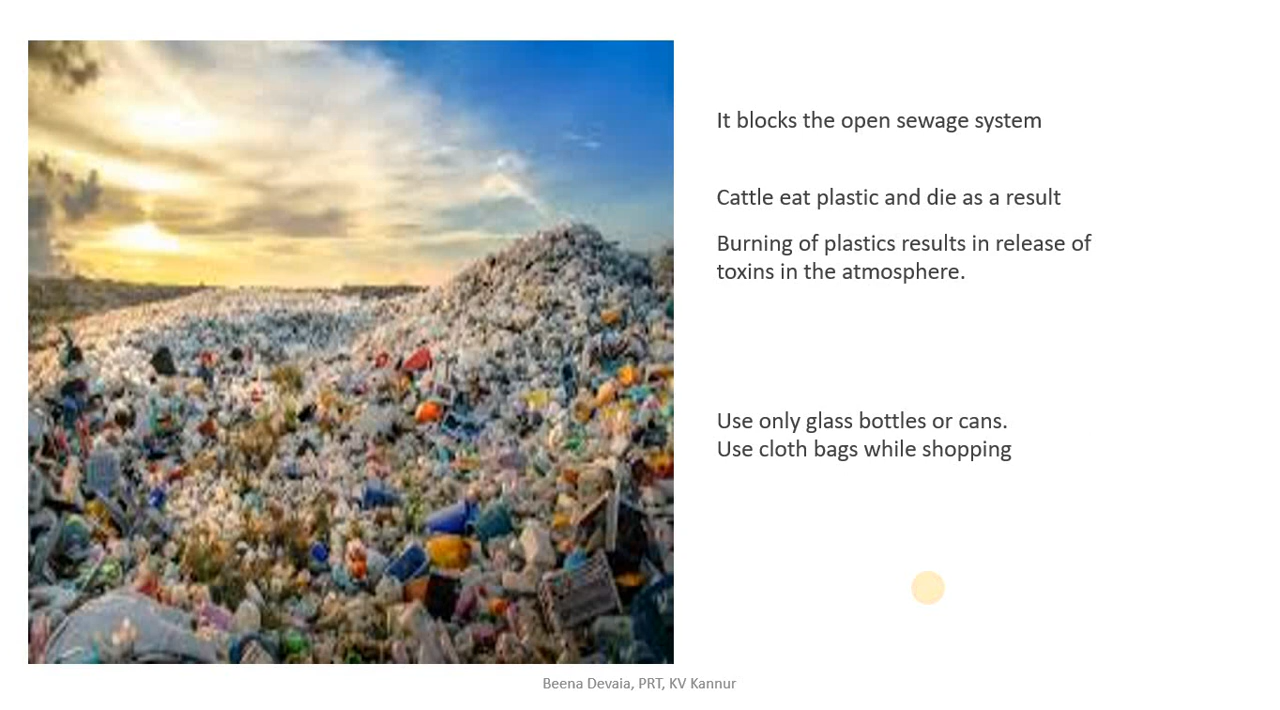 It blocks the open sewage system
Cattle eat plastic and die as a result
Burning of plastics results in release of
toxins in the atmosphere.
Use only glass bottles or cans.
Use cloth bags while shopping
Beena Devaia, PRT, KV Kannur